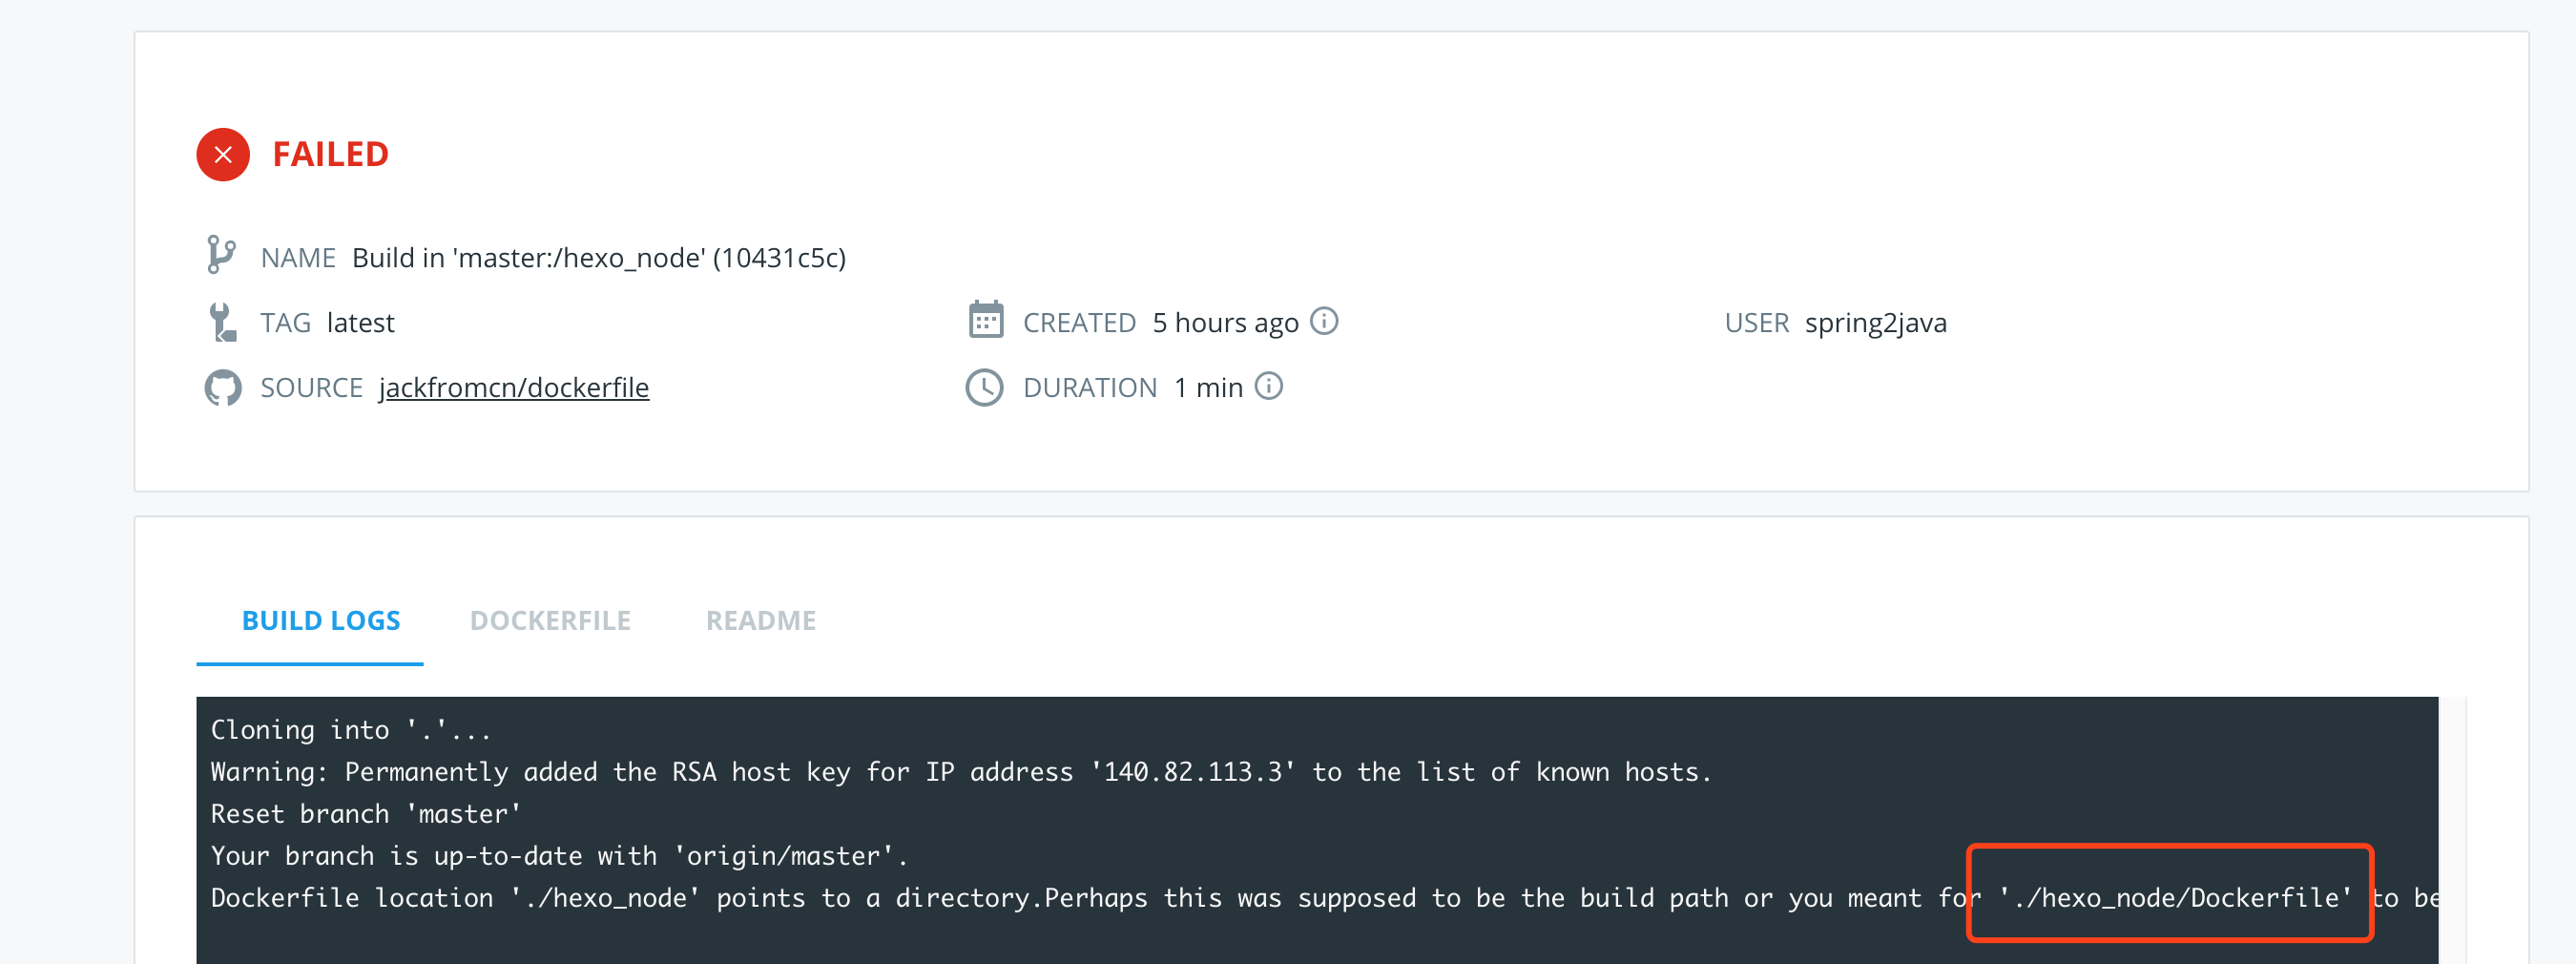 FAILED
NAME Build in 'master:/hexo_node' (10431c5c)
TAG latest CREATED 5 hours ago USER spring2java
SOURCE jackfromcn/dockerfile DURATION 1 min
BUILD LOGS DOCKERFILE README
Cloning into '.'...
Warning: Permanently added the RSA host key for IP address '140.82.113.3' to the list of known hosts.
Reset branch 'master'
Your branch is up-to-date with 'origin/master'.
Dockerfile location './hexo_node' points to a directory.Perhaps this was supposed to be the build path or you meant for './hexo_node/Dockerfile' to be